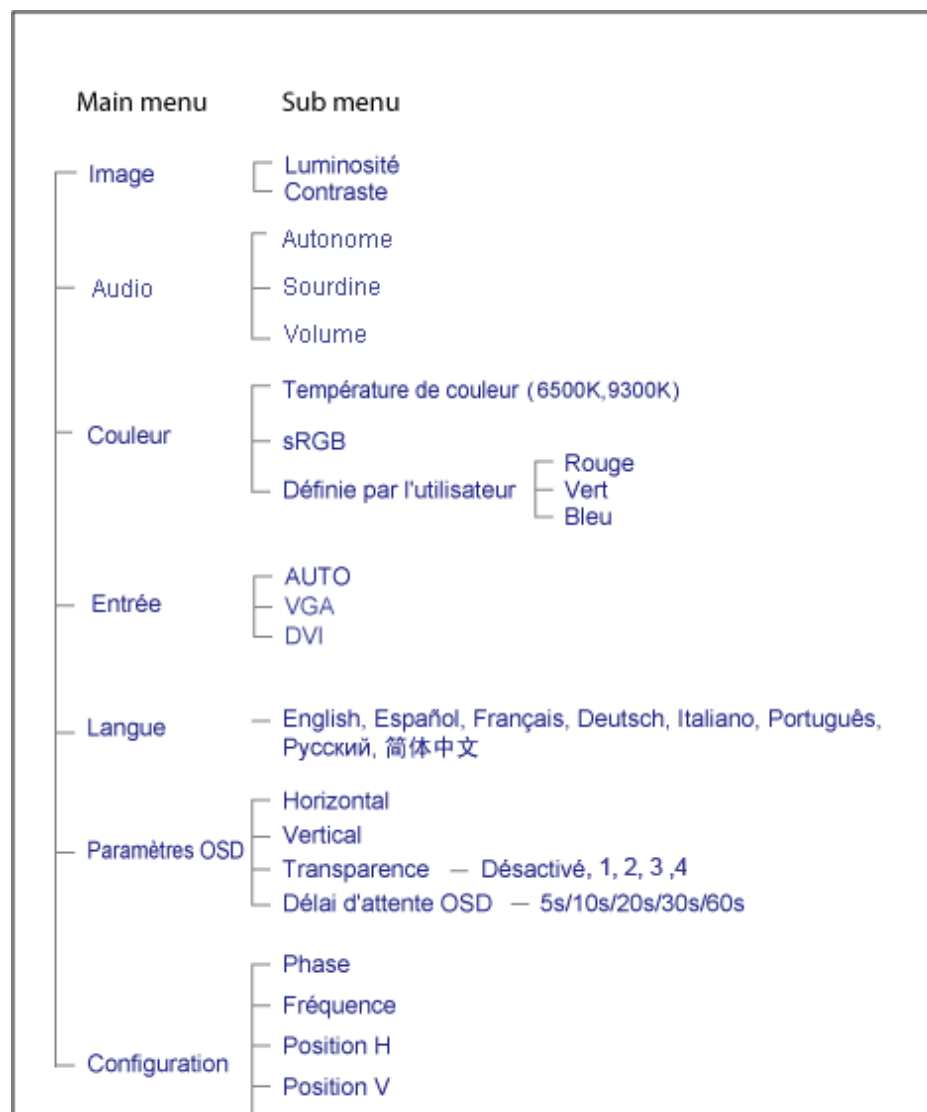 Main menu Sub menu
Image
Luminosité
Contraste
Audio
Autonome
Sourdine
Volume
Couleur
Température de couleur (6500K,9300K)
sRGB
Définie par l'utilisateur
Rouge
Vert
Bleu
Entrée
AUTO
VGA
DVI
Langue
English, Español, Français, Deutsch, Italiano, Português,
Русский, 简体中文
Paramètres OSD
Horizontal
Vertical
Transparence — Désactivé, 1, 2, 3 ,4
Délai d'attente OSD — 5s/10s/20s/30s/60s
Configuration
Phase
Fréquence
Position H
Position V